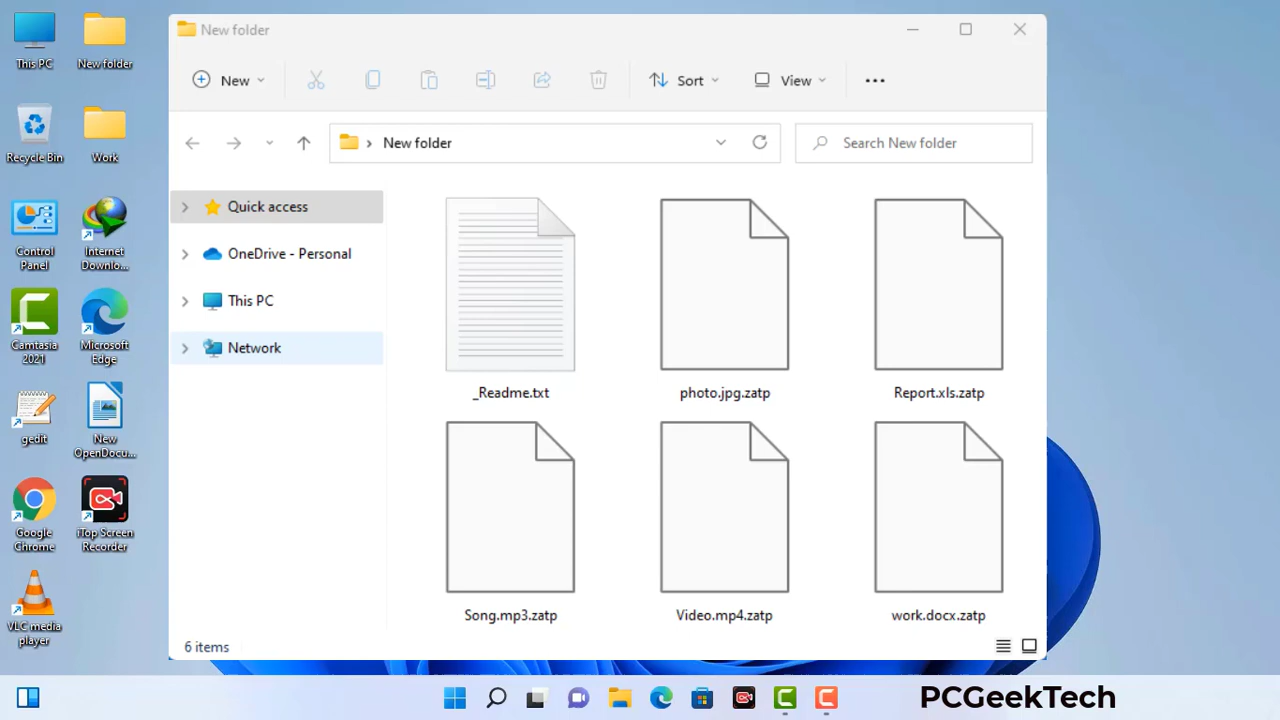 New folder
New
Sort
View
New folder
Search New folder
This PC
New folder
Recycle Bin
Work
Control
Panel
Internet
Downlo...
Camtasia
2021
Microsoft
Edge
gedit
New
OpenDocu...
Google
Chrome
iTop Screen
Recorder
VLC media
player
Quick access
OneDrive - Personal
This PC
Network
_Readme.txt
photo.jpg.zatp
Report.xls.zatp
Song.mp3.zatp
Video.mp4.zatp
work.docx.zatp
6 items
PCGeekTech